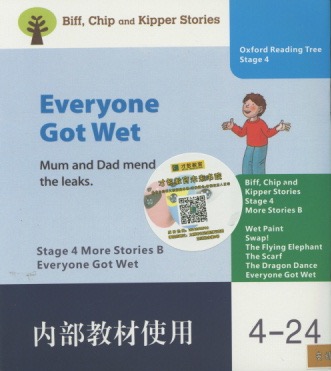 Biff, Chip and Kipper Stories
Oxford Reading Tree
Stage 4
Everyone
Got Wet
Mum and Dad mend
the leaks.
Biff, Chip and
Kipper Stories
Stage 4
More Stories B
Wet Paint
Swap!
The Flying Elephant
The Scarf
The Dragon Dance
Everyone Got Wet
Stage 4 More Stories B
Everyone Got Wet
内部教材使用
4-24